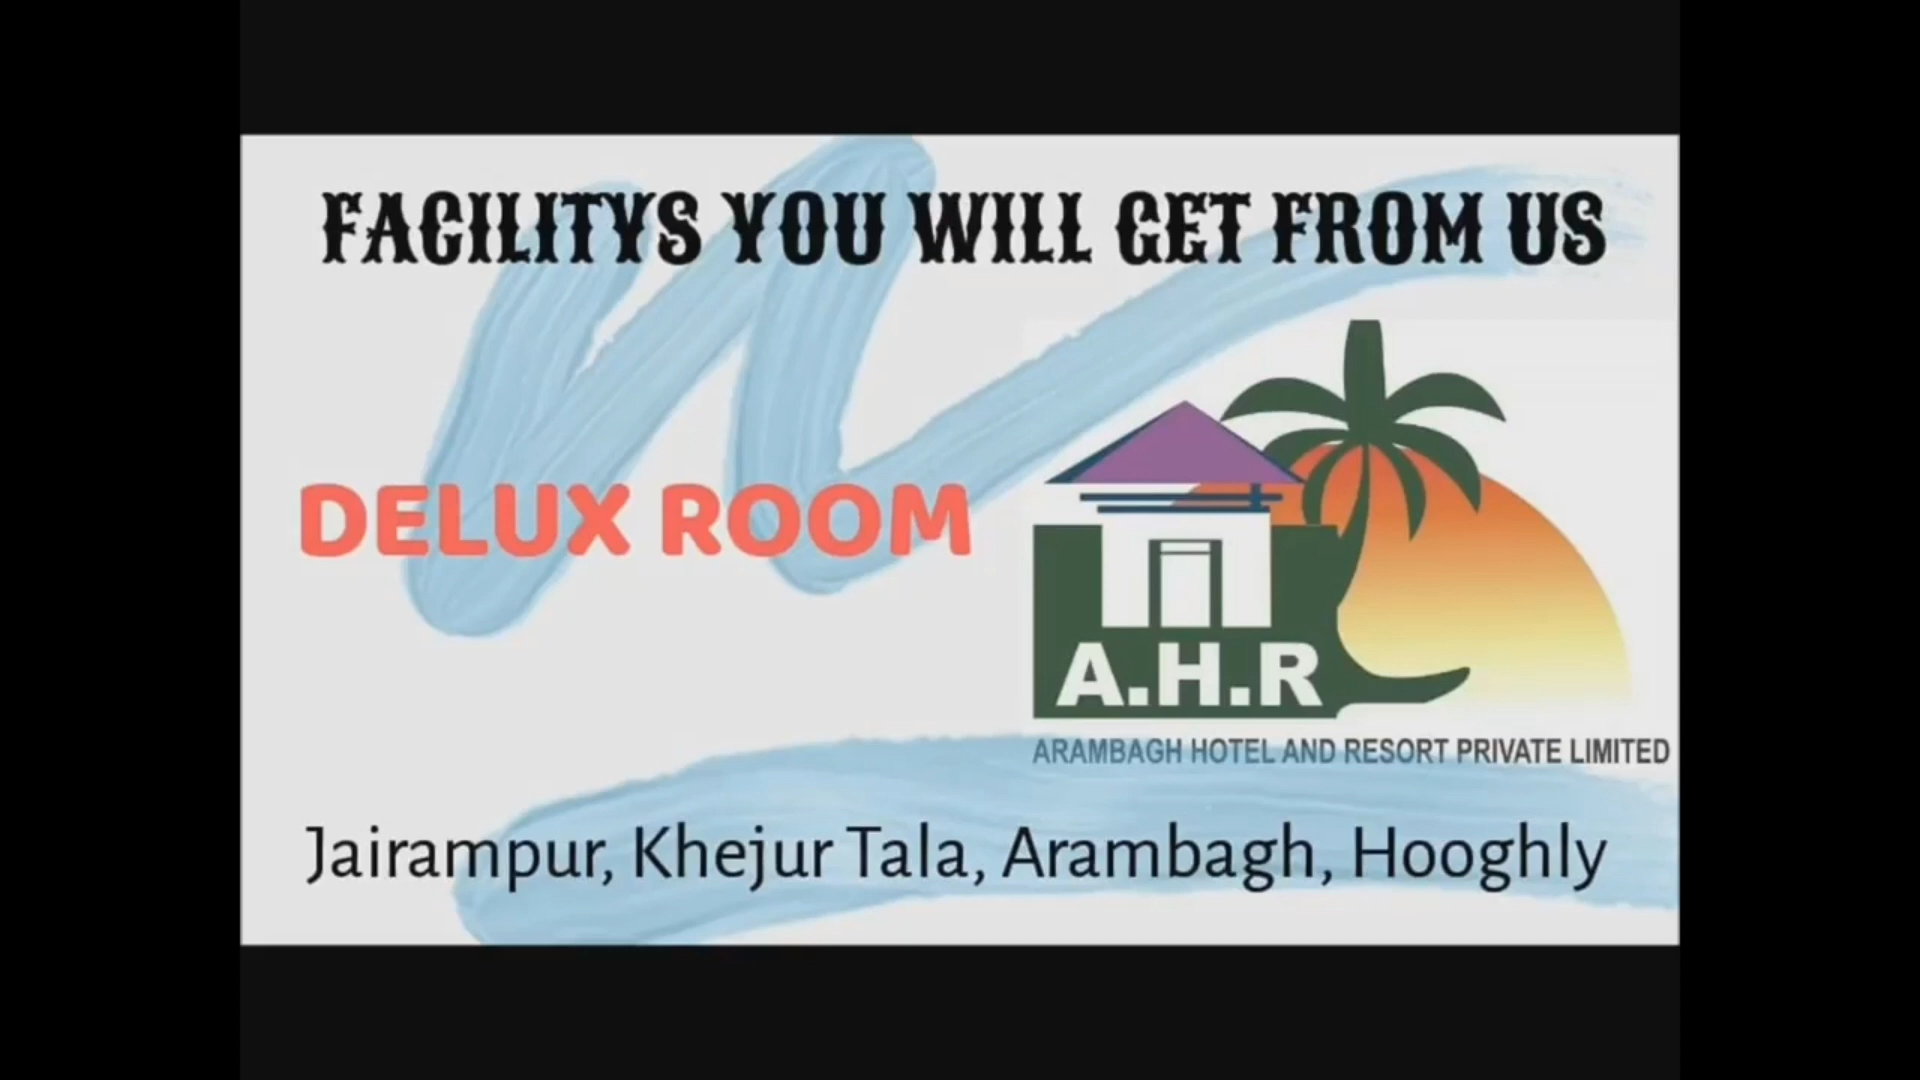 FACILITYS YOU WILL GET FROM US
DELUX ROOM
A.H.R
ARAMBAGH HOTEL AND RESORT PRIVATE LIMITED
Jairampur, Khejur Tala, Arambagh, Hooghly